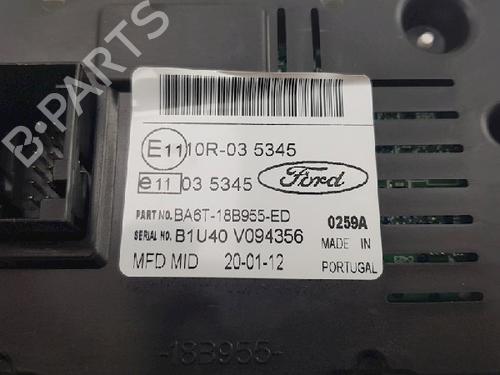 E11 10R-03 5345
e11 03 5345
Ford
PART NO. BA6T-18B955-ED 0259A
SERIAL NO. B1U40 V094356 MADE IN
MFD MID 20-01-12 PORTUGAL
-18B955-
B-PARTS